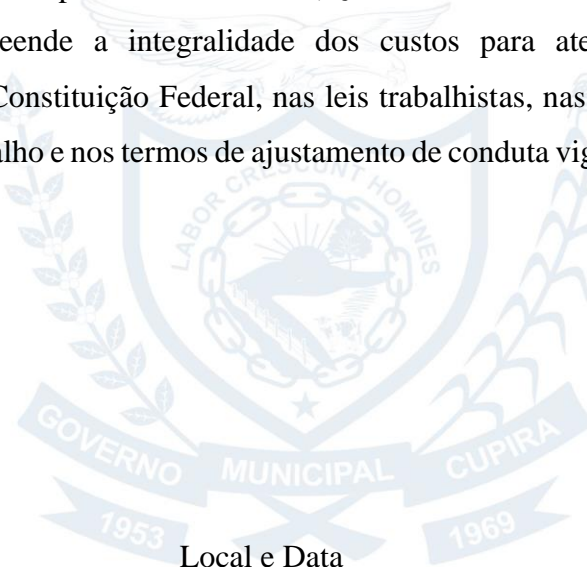 eende a integralidade dos custos para ate
Constituição Federal, nas leis trabalhistas, nas
alho e nos termos de ajustamento de conduta vig
LABOR CRESCUNT HOMINES
GOVERNO MUNICIPAL CUPIRA
1953 1969
Local e Data